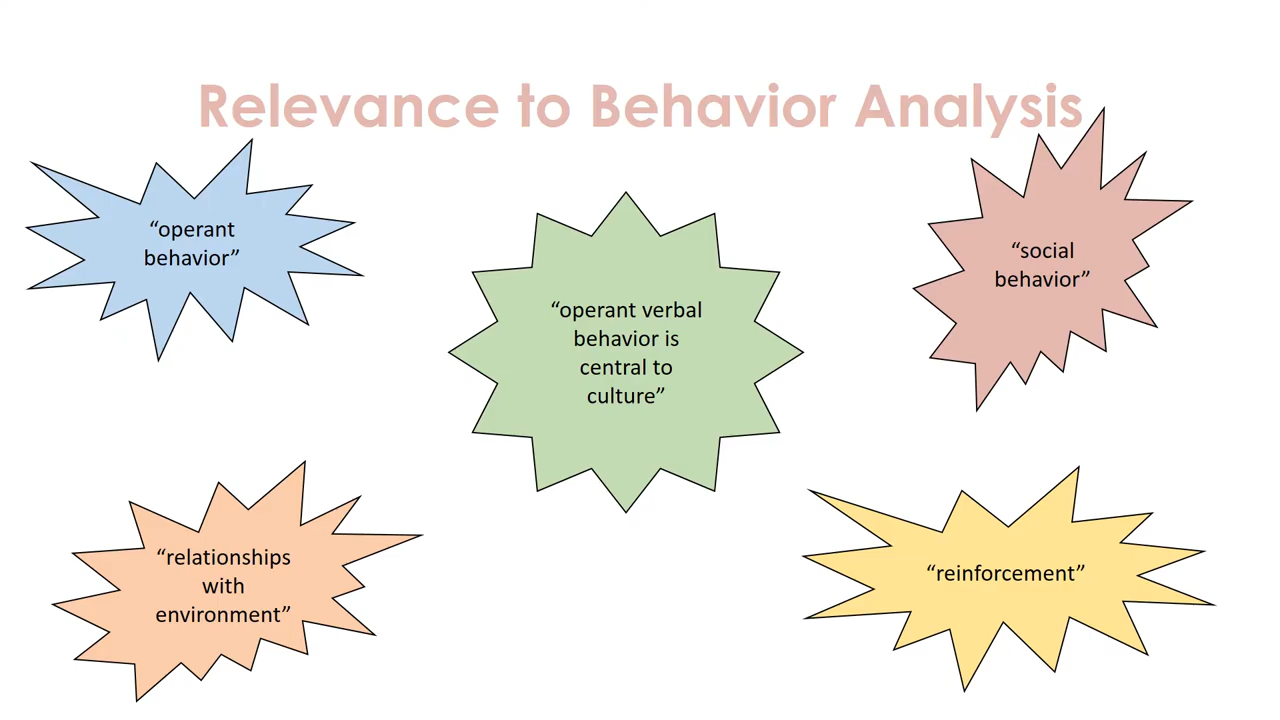 Relevance to Behavior Analysis
“operant
behavior”
“operant verbal
behavior is
central to
culture”
“social
behavior”
“relationships
with
environment”
“reinforcement”